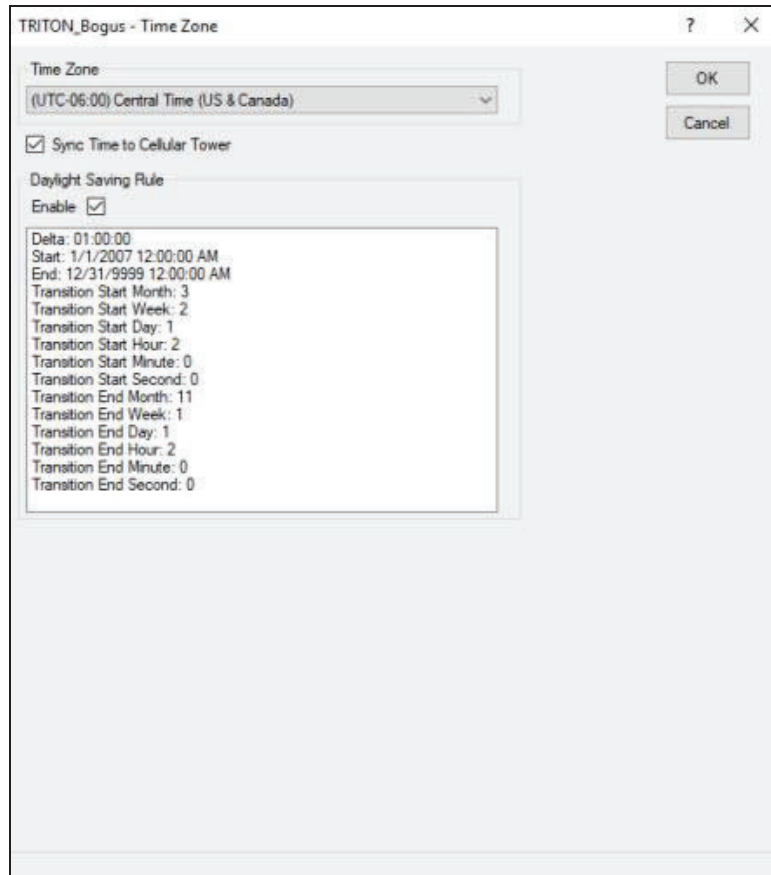 TRITON_Bogus - Time Zone
? X
Time Zone
OK
(UTC-06:00) Central Time (US & Canada)
Cancel
Sync Time to Cellular Tower
Daylight Saving Rule
Enable
Delta: 01:00:00
Start: 1/1/2007 12:00:00 AM
End: 12/31/9999 12:00:00 AM
Transition Start Month: 3
Transition Start Week: 2
Transition Start Day: 1
Transition Start Hour: 2
Transition Start Minute: 0
Transition Start Second: 0
Transition End Month: 11
Transition End Week: 1
Transition End Day: 1
Transition End Hour: 2
Transition End Minute: 0
Transition End Second: 0